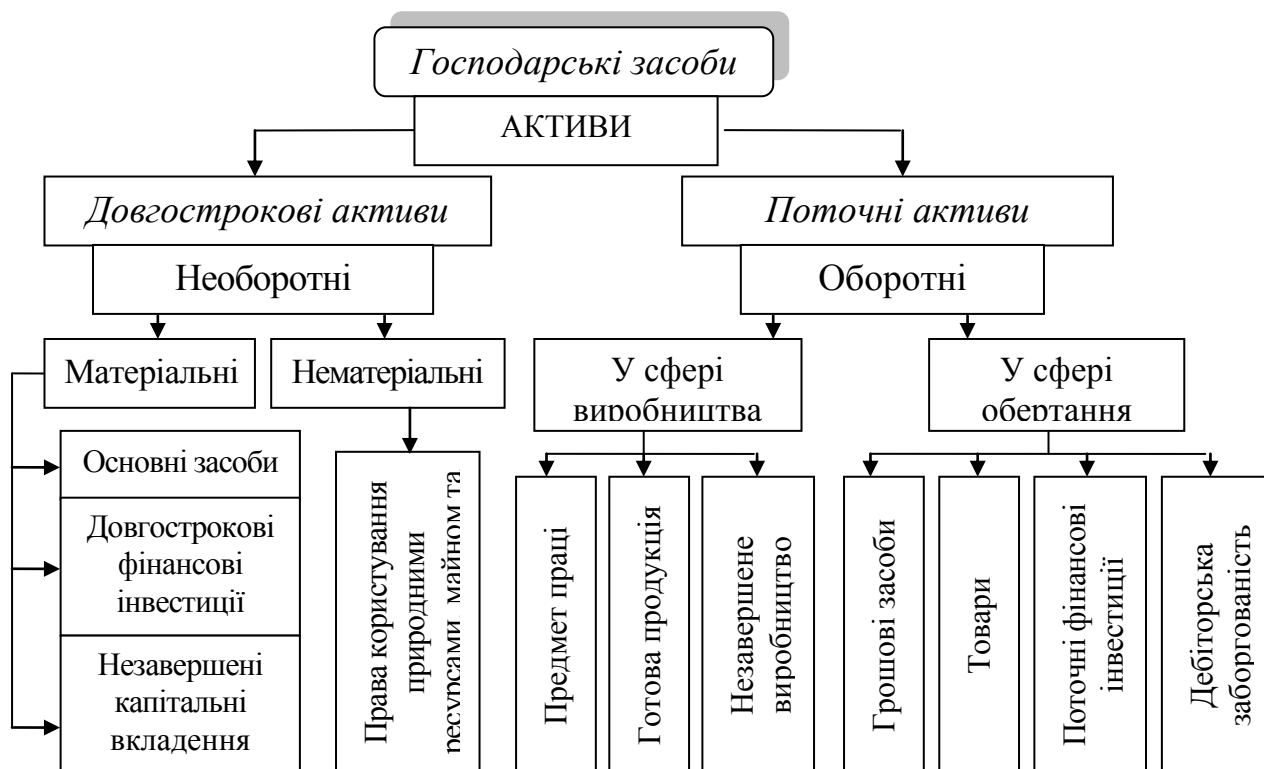 Господарські засоби
АКТИВИ
Довгострокові активи
Необоротні
Поточні активи
Оборотні
Матеріальні
Нематеріальні
У сфері
виробництва
У сфері
обертання
Основні засоби
Довгострокові
фінансові
інвестиції
Незавершені
капітальні
вкладення
Права користування
природними
ресурсами майном та
Предмет праці
Готова продукція
Незавершене
виробництво
Грошові засоби
Товари
Поточні фінансові
інвестиції
Дебіторська
заборгованість